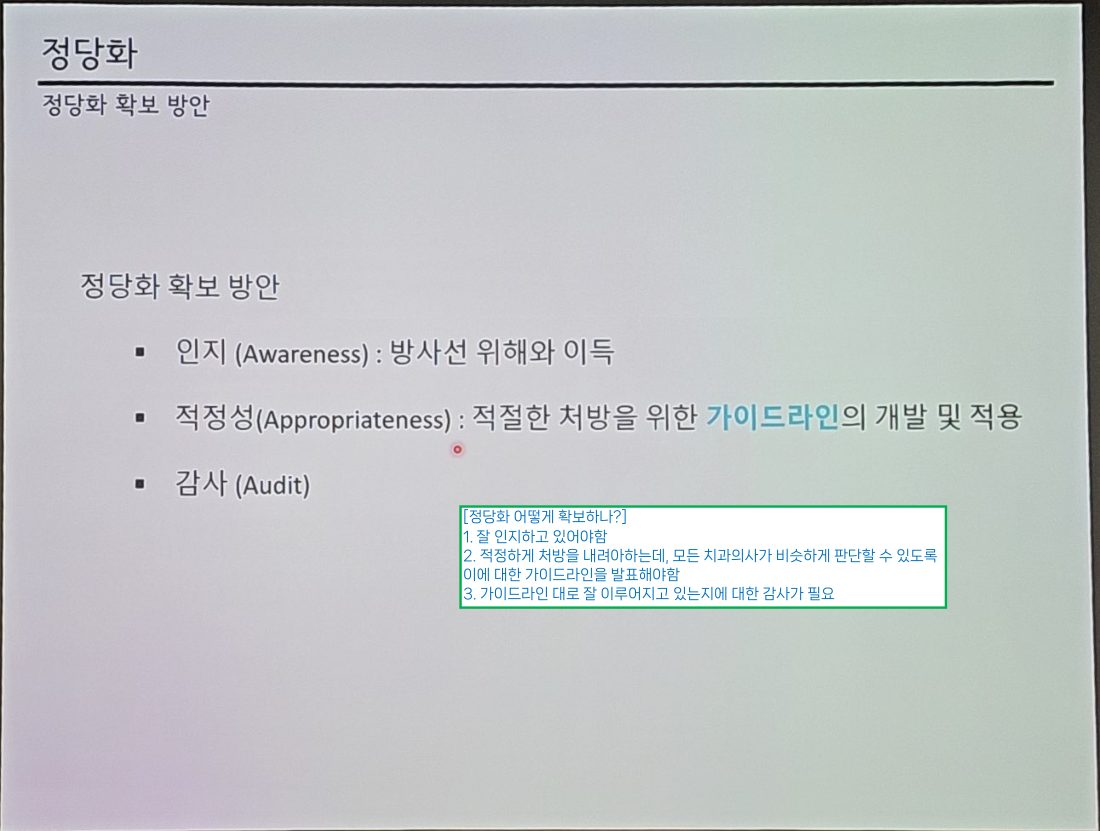 정당화
정당화 확보 방안
정당화 확보 방안
▪ 인지 (Awareness) : 방사선 위해와 이득
▪ 적정성(Appropriateness) : 적절한 처방을 위한 가이드라인의 개발 및 적용
▪ 감사 (Audit)
[정당화 어떻게 확보하나?]
1. 잘 인지하고 있어야함
2. 적정하게 처방을 내려아하는데, 모든 치과의사가 비슷하게 판단할 수 있도록
이에 대한 가이드라인을 발표해야함
3. 가이드라인 대로 잘 이루어지고 있는지에 대한 감사가 필요